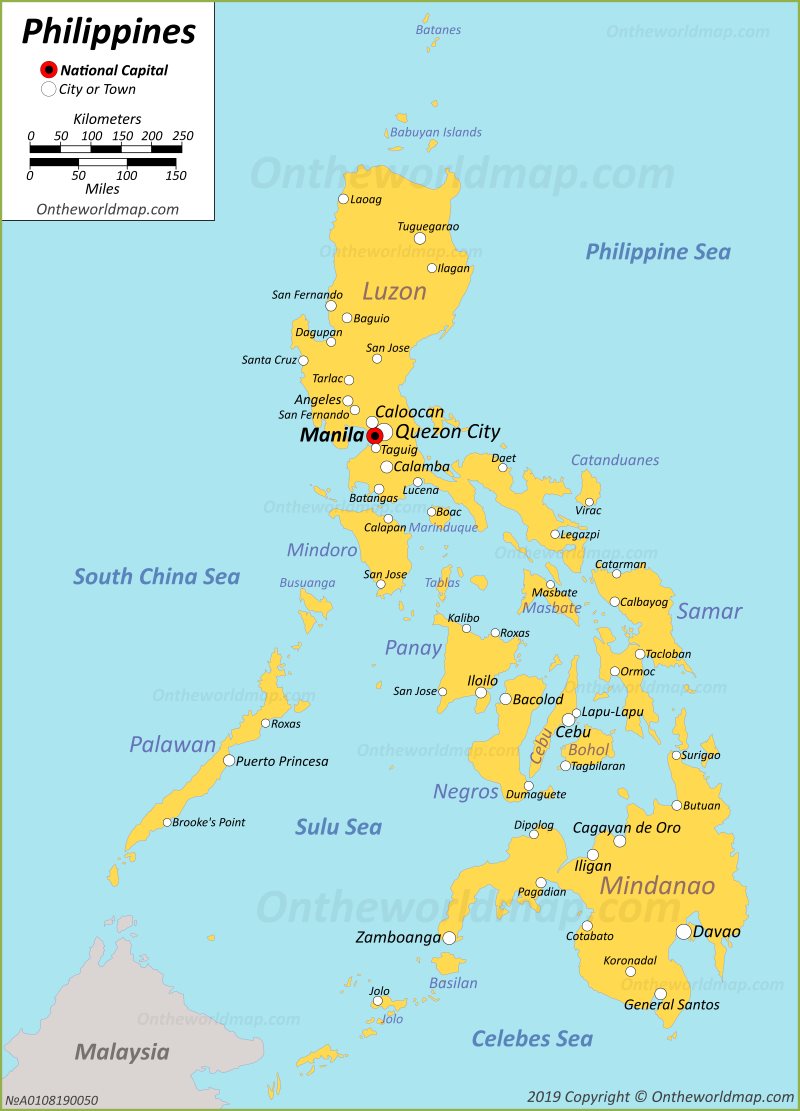 Philippines
National Capital
City or Town
Kilometers
0 50 100 150 200 250
0 50 100 150
Miles
Ontheworldmap.com
Batanes
Ontheworldmap.com
Babuyan Islands
Ontheworldmap.com
Laoag
Tuguegarao
Ontheworldmap.com
Philippine Sea
Ilagan
Luzon
San Fernando
Baguio
Dagupan
San Jose
Santa Cruz
Tarlac
Angeles
San Fernando
Caloocan
Manila
Quezon City
Taguig
Calamba
Daet
Catanduanes
Lucena
Batangas
Ontheworldmap.com
Virac
Boac
Calapan
Marinduque
Legazpi
Mindoro
Ontheworldmap.com
Catarman
South China Sea
San Jose
Busuanga
Tablas
Masbate
Masbate
Calbayog
Samar
Kalibo
Roxas
Panay
Tacloban
Ormoc
Iloilo
San Jose
Ontheworldmap.com
Ontheworldmap.com
Bacolod
Lapu-Lapu
Roxas
Cebu
Cebu
Palawan
Ontheworldmap.com
Bohol
Surigao
Puerto Princesa
Tagbilaran
Negros
Dumaguete
Butuan
Brooke's Point
Sulu Sea
Dipolog
Cagayan de Oro
Iligan
Pagadian
Mindanao
Ontheworldmap.com
Zamboanga
Cotabato
Davao
Koronadal
Basilan
Ontheworldmap.com
Jolo
General Santos
Jolo
Ontheworldmap.com
Celebes Sea
Malaysia
№A0108190050
2019 Copyright © Ontheworldmap.com